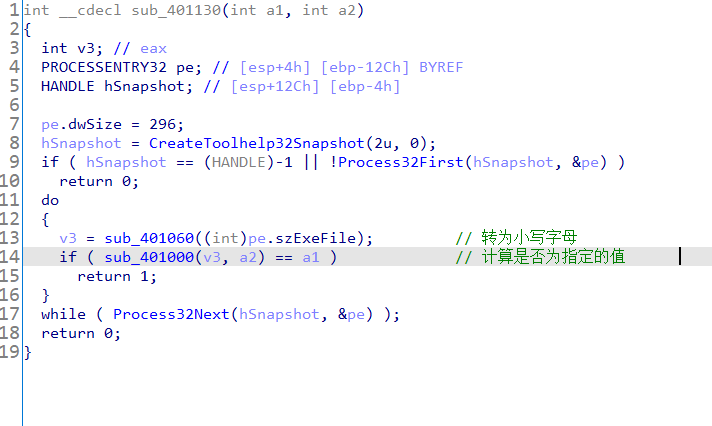 1 int __cdecl sub_401130(int a1, int a2)
2 {
3 int v3; // eax
4 PROCESSENTRY32 pe; // [esp+4h] [ebp-12Ch] BYREF
5 HANDLE hSnapshot; // [esp+12Ch] [ebp-4h]
6
7 pe.dwSize = 296;
8 hSnapshot = CreateToolhelp32Snapshot(2u, 0);
9 if ( hSnapshot == (HANDLE)-1 || !Process32First(hSnapshot, &pe) )
10 return 0;
11 do
12 {
13 v3 = sub_401060((int)pe.szExeFile); // 转为小写字母
14 if ( sub_401000(v3, a2) == a1 ) // 计算是否为指定的值
15 return 1;
16 }
17 while ( Process32Next(hSnapshot, &pe) );
18 return 0;
19 }